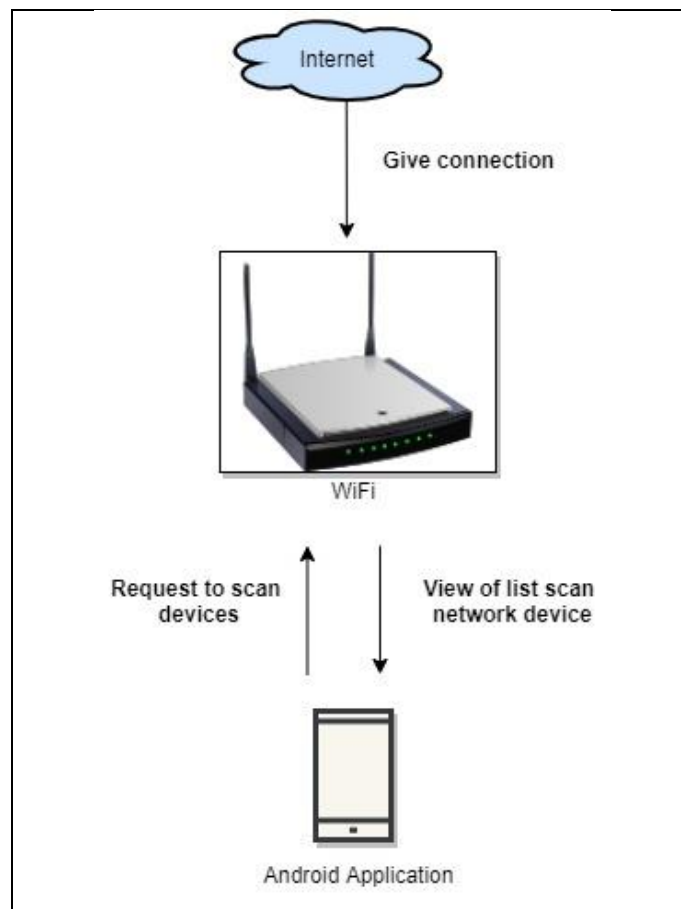 Internet
Give connection
WiFi
Request to scan
devices
View of list scan
network device
Android Application